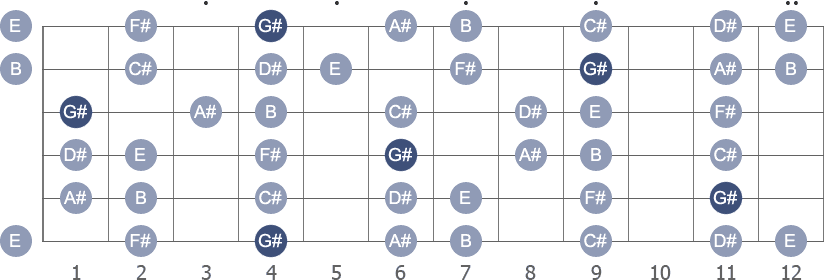 E F# G# A# B C# D# E
B C# D# E F# G# A# B
G# A# B C# D# E F#
D# E F# G# A# B C#
A# B C# D# E F# G#
E F# G# A# B C# D# E
1 2 3 4 5 6 7 8 9 10 11 12